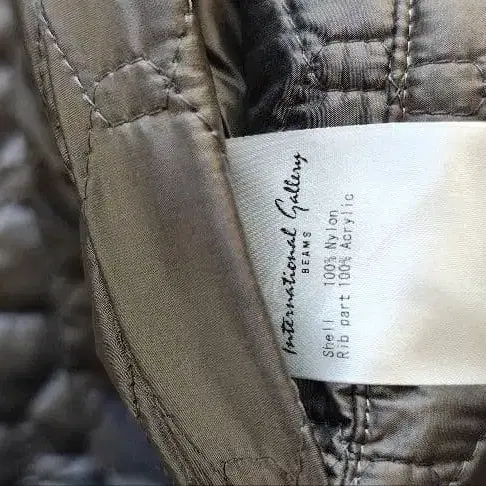 International Gallery
BEAMS
Shell 100% Nylon
Rib part 100% Acrylic